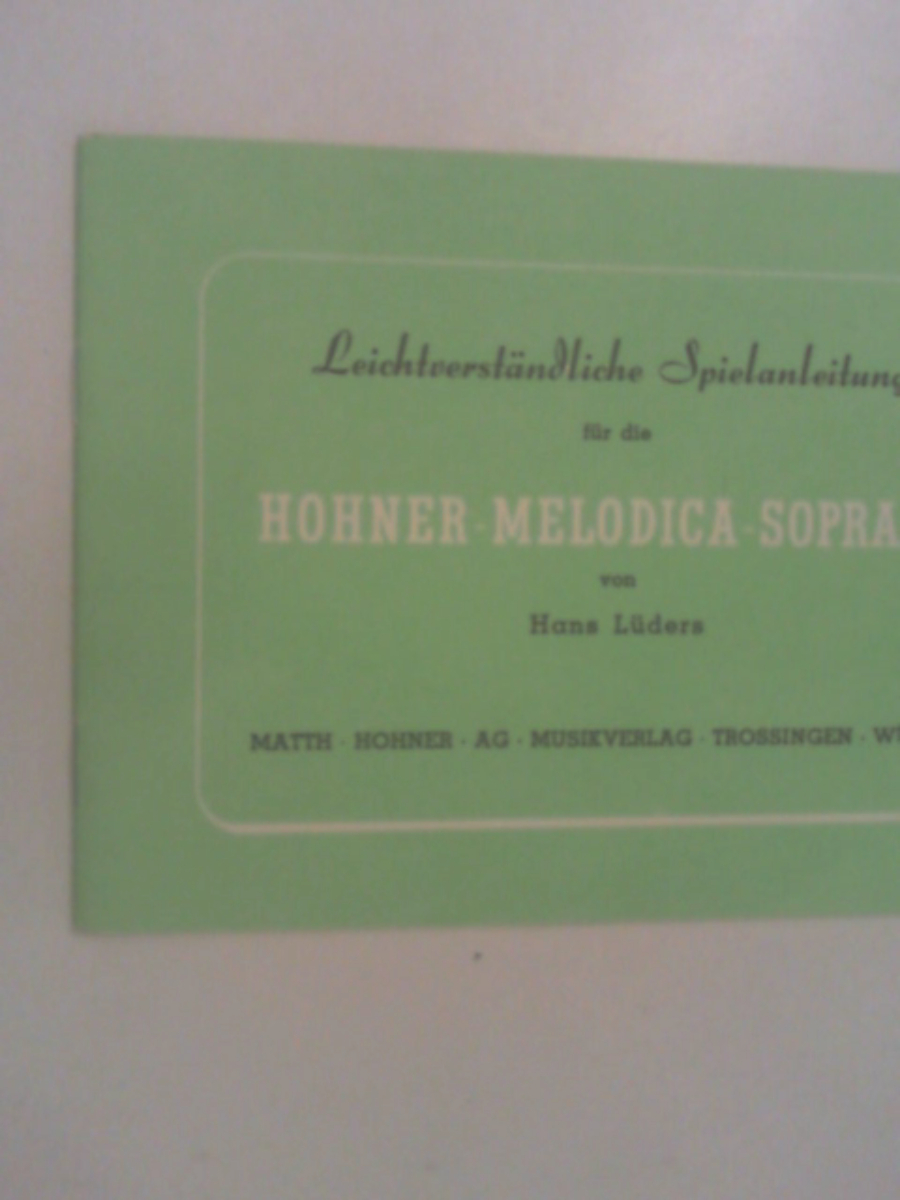 Leichtverständliche Spielanleitung
für die
HOHNER-MELODICA-SOPRA
von
Hans Lüders
MATTH · HOHNER · AG · MUSIKVERLAG · TROSSINGEN ·